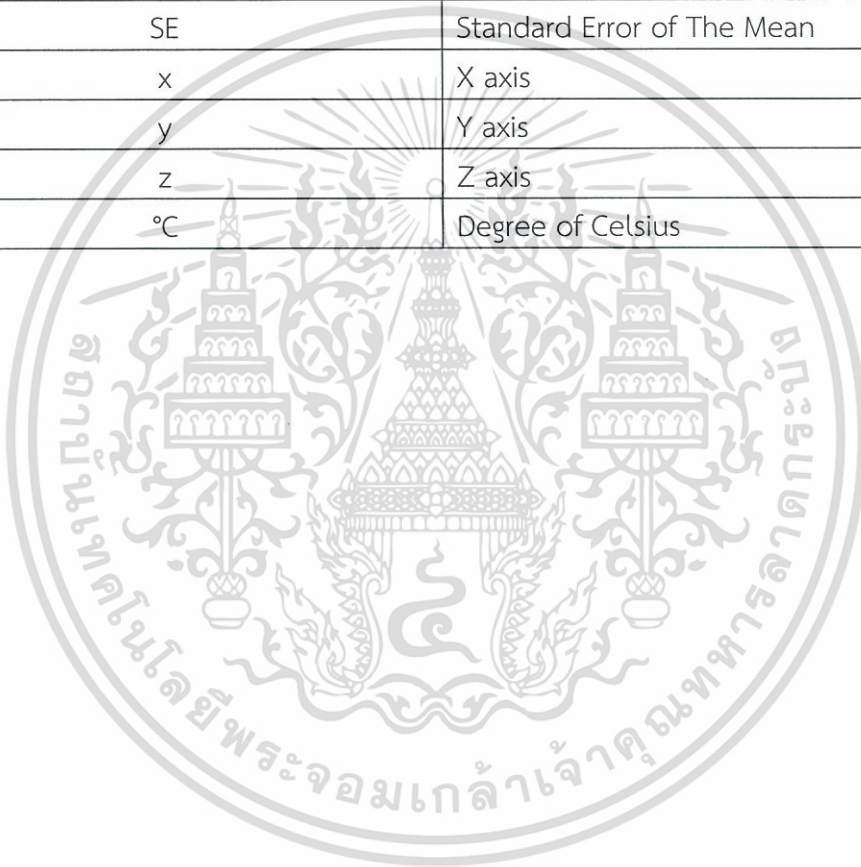 SE Standard Error of The Mean
x X axis
y Y axis
z Z axis
°C Degree of Celsius
๔
สถาบันเทคโนโลยีพระจอมเกล้าเจ้าคุณทหารลาดกระบัง